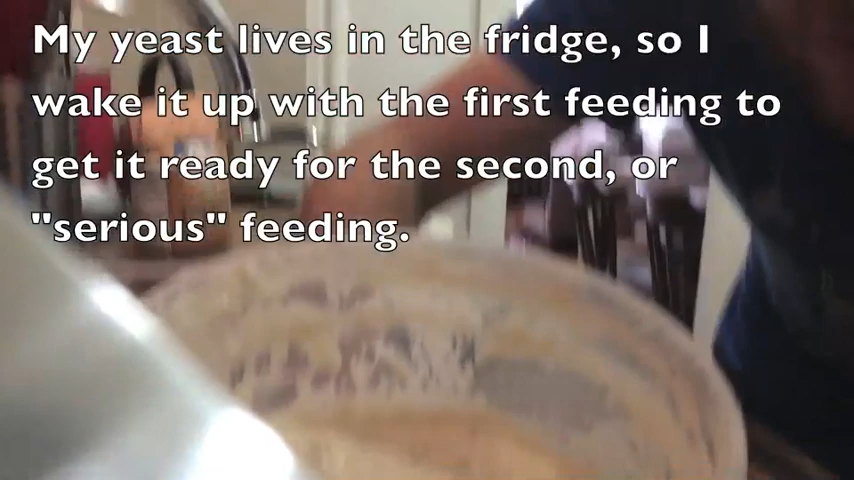 My yeast lives in the fridge, so I
wake it up with the first feeding to
get it ready for the second, or
"serious" feeding.